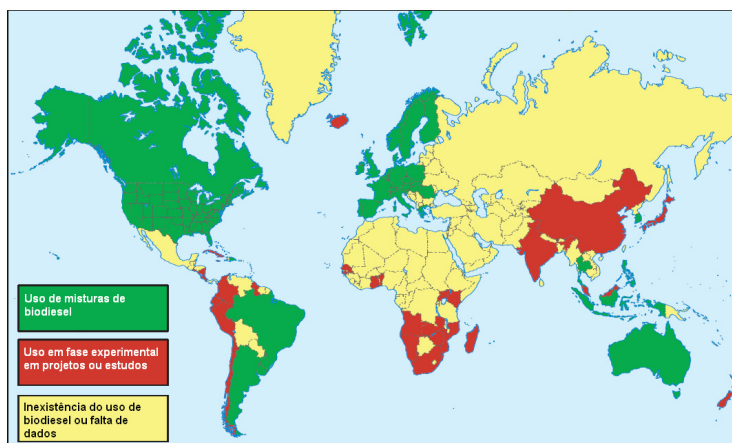 Uso de misturas de
biodiesel
Uso em fase experimental
em projetos ou estudos
Inexistência do uso de
biodiesel ou falta de
dados